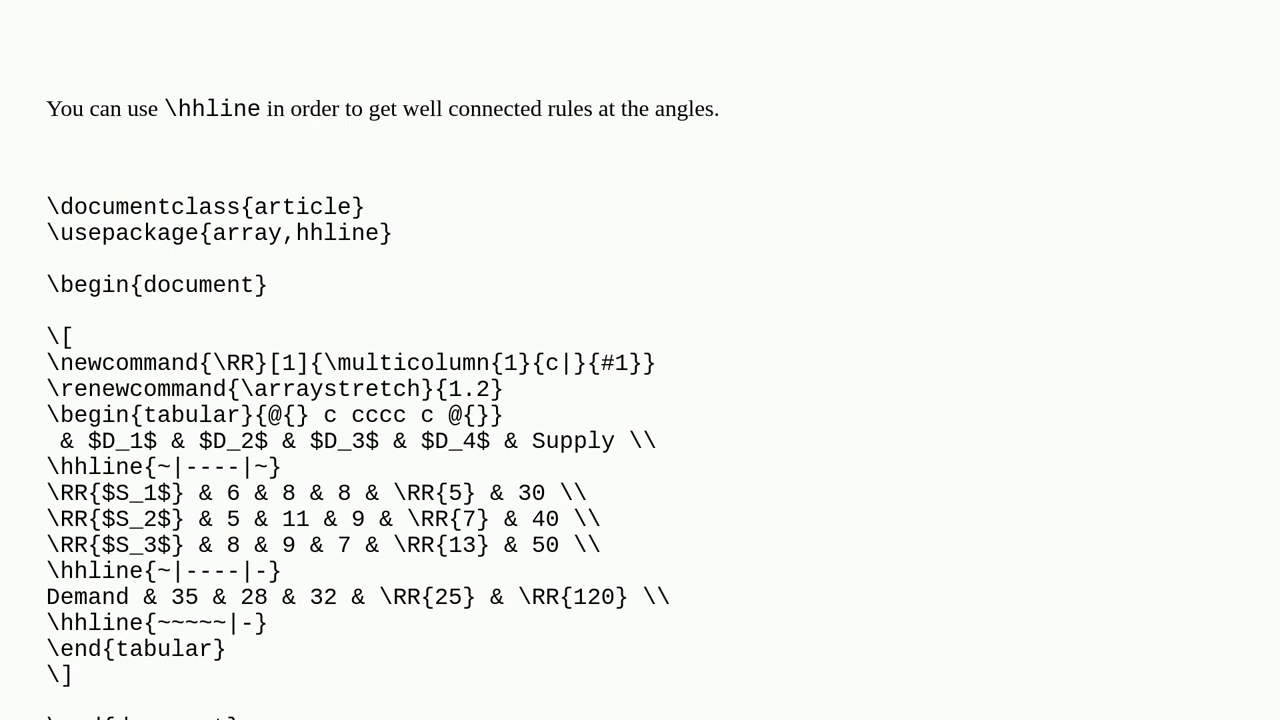 You can use \hhline in order to get well connected rules at the angles.
\documentclass{article}
\usepackage{array,hhline}
\begin{document}
\[
\newcommand{\RR}[1]{\multicolumn{1}{c|}{#1}}
\renewcommand{\arraystretch}{1.2}
\begin{tabular}{@{} c cccc c @{}}
 & $D_1$ & $D_2$ & $D_3$ & $D_4$ & Supply \\
\hhline{~|----|~}
\RR{$S_1$} & 6 & 8 & 8 & \RR{5} & 30 \\
\RR{$S_2$} & 5 & 11 & 9 & \RR{7} & 40 \\
\RR{$S_3$} & 8 & 9 & 7 & \RR{13} & 50 \\
\hhline{~|----|-}
Demand & 35 & 28 & 32 & \RR{25} & \RR{120} \\
\hhline{~~~~~|-}
\end{tabular}
\]